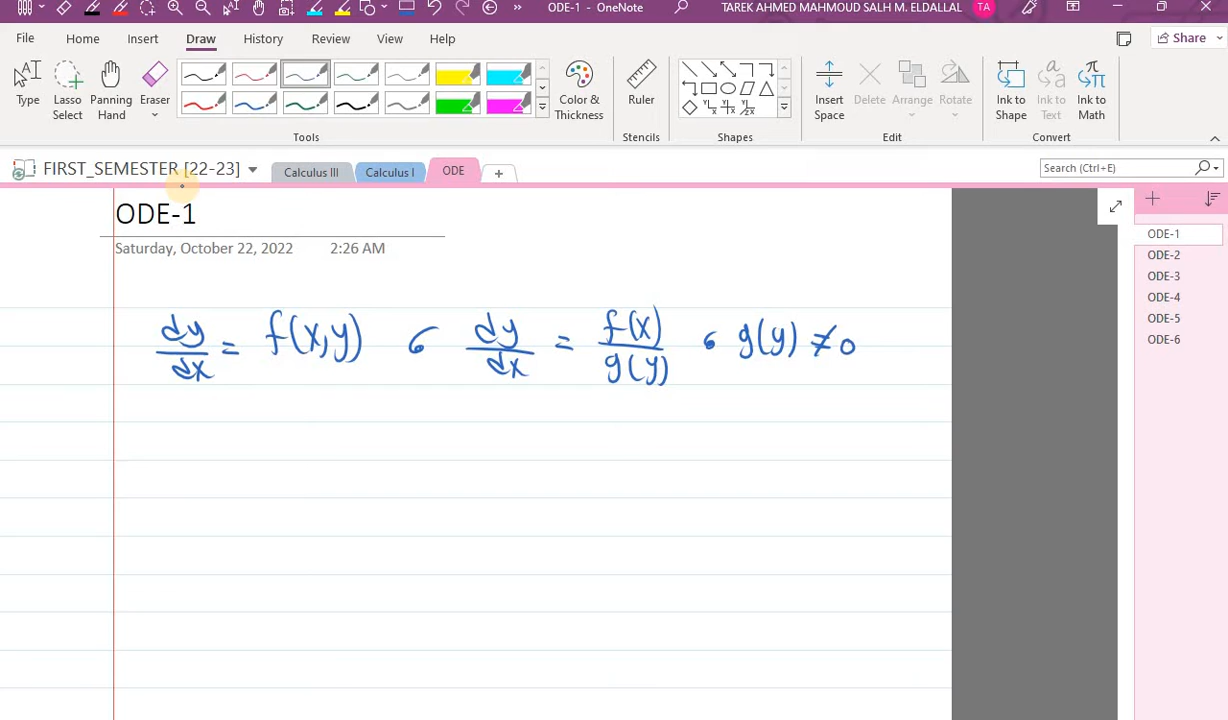 ODE-1 - OneNote
TAREK AHMED MAHMOUD SALH M. ELDALLAL
TA
File Home Insert Draw History Review View Help
Share
Type
Lasso Select
Panning Hand
Eraser
Color & Thickness
Ruler
Insert Space
Delete
Arrange
Rotate
Ink to Shape
Ink to Text
Ink to Math
Tools
Stencils
Shapes
Edit
Convert
FIRST_SEMESTER [22-23]
Calculus III
Calculus I
ODE
Search (Ctrl+E)
ODE-1
Saturday, October 22, 2022 2:26 AM
dy/dx = f(x,y) ، dy/dx = f(x)/g(y) ، g(y) ≠ 0
ODE-1
ODE-2
ODE-3
ODE-4
ODE-5
ODE-6